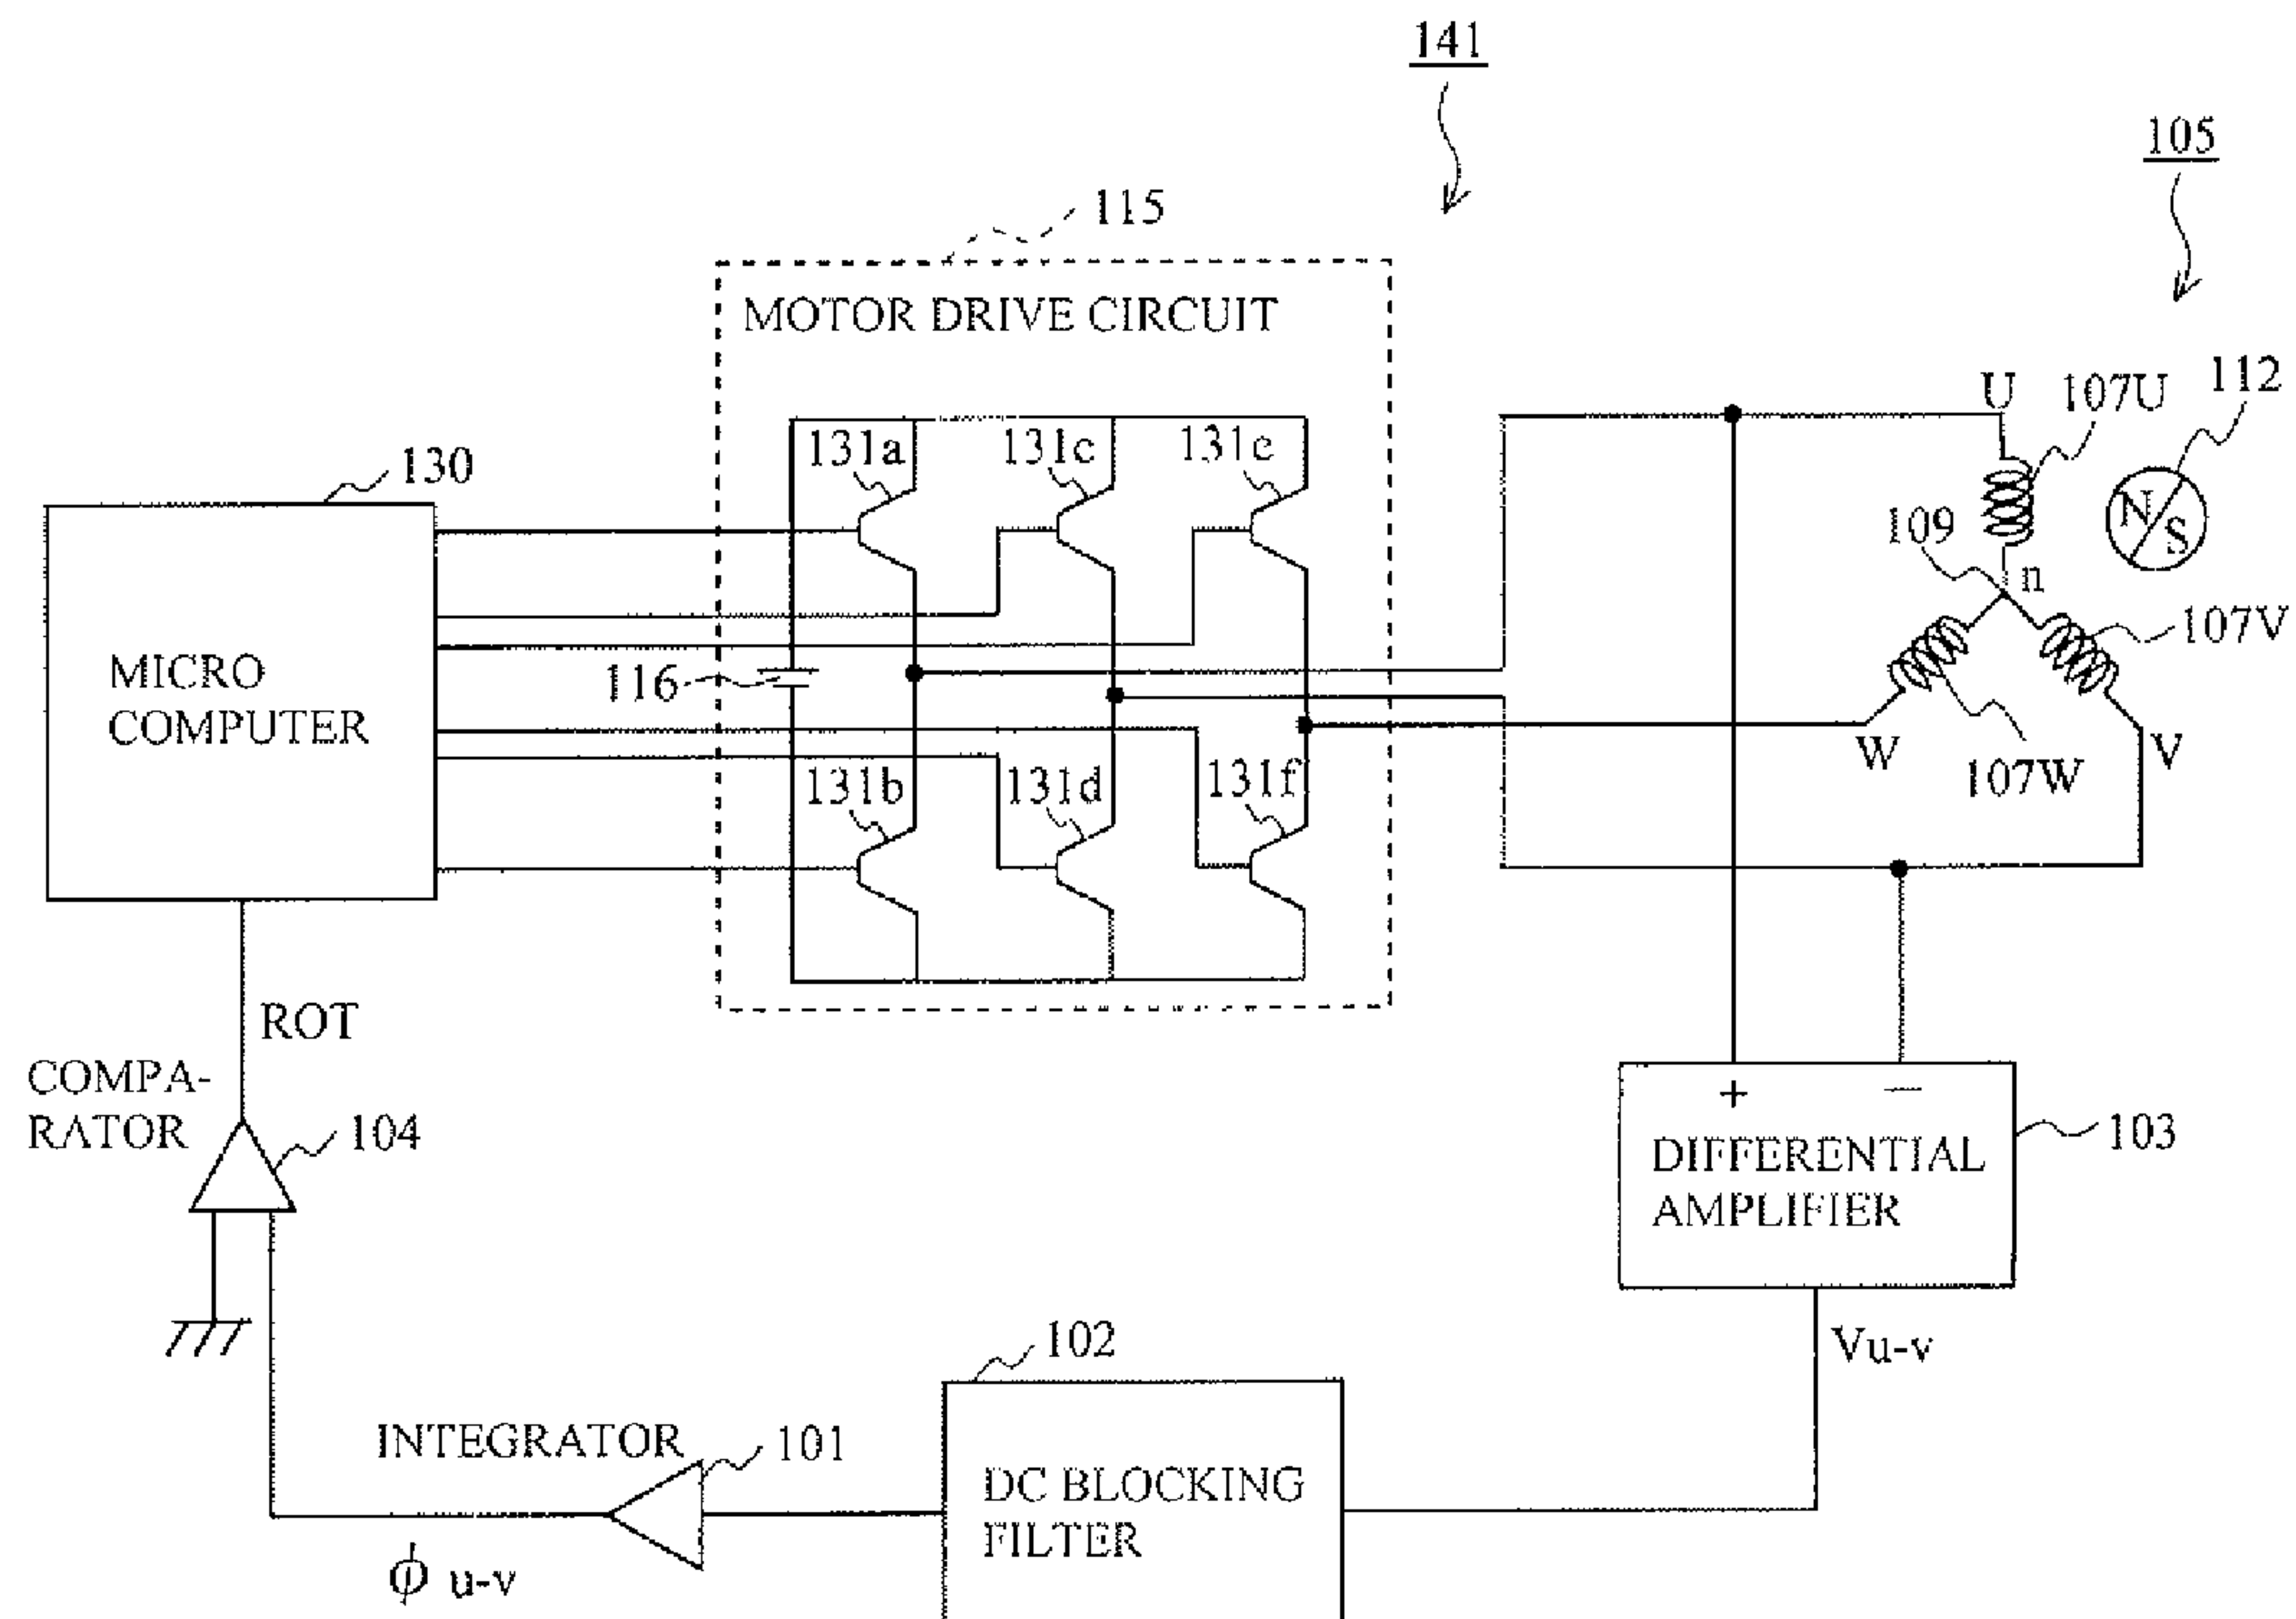 141
105
115
MOTOR DRIVE CIRCUIT
112
U
107U
131a
131c
131e
130
N
S
109
n
107V
MICRO
COMPUTER
116
W
V
107W
131b
131d
131f
ROT
COMPA-
RATOR
104
+
—
103
DIFFERENTIAL
AMPLIFIER
102
Vu-v
INTEGRATOR
101
DC BLOCKING
FILTER
ϕ u-v